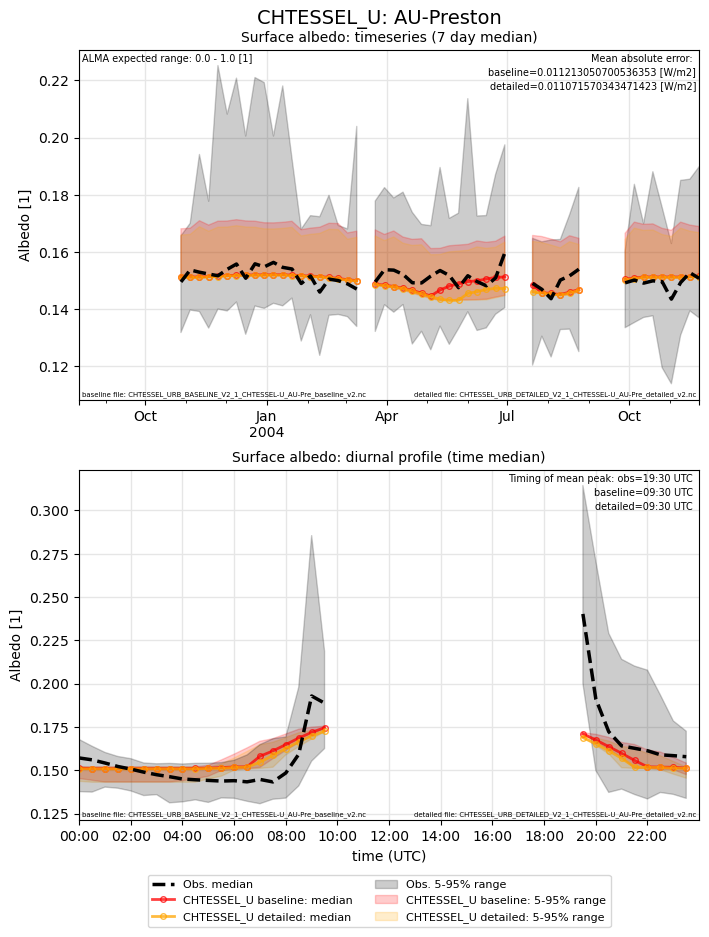 CHTESSEL_U: AU-Preston
Surface albedo: timeseries (7 day median)
ALMA expected range: 0.0 - 1.0 [1]
Mean absolute error:
baseline=0.011213050700536353 [W/m2]
detailed=0.011071570343471423 [W/m2]
0.22
0.20
0.18
0.16
0.14
0.12
Albedo [1]
baseline file: CHTESSEL_URB_BASELINE_V2_1_CHTESSEL-U_AU-Pre_baseline_v2.nc
detailed file: CHTESSEL_URB_DETAILED_V2_1_CHTESSEL-U_AU-Pre_detailed_v2.nc
Oct Jan Apr Jul Oct
2004
Surface albedo: diurnal profile (time median)
Timing of mean peak: obs=19:30 UTC
baseline=09:30 UTC
detailed=09:30 UTC
0.300
0.275
0.250
0.225
0.200
0.175
0.150
0.125
Albedo [1]
baseline file: CHTESSEL_URB_BASELINE_V2_1_CHTESSEL-U_AU-Pre_baseline_v2.nc
detailed file: CHTESSEL_URB_DETAILED_V2_1_CHTESSEL-U_AU-Pre_detailed_v2.nc
00:00 02:00 04:00 06:00 08:00 10:00 12:00 14:00 16:00 18:00 20:00 22:00
time (UTC)
Obs. median
CHTESSEL_U baseline: median
CHTESSEL_U detailed: median
Obs. 5-95% range
CHTESSEL_U baseline: 5-95% range
CHTESSEL_U detailed: 5-95% range